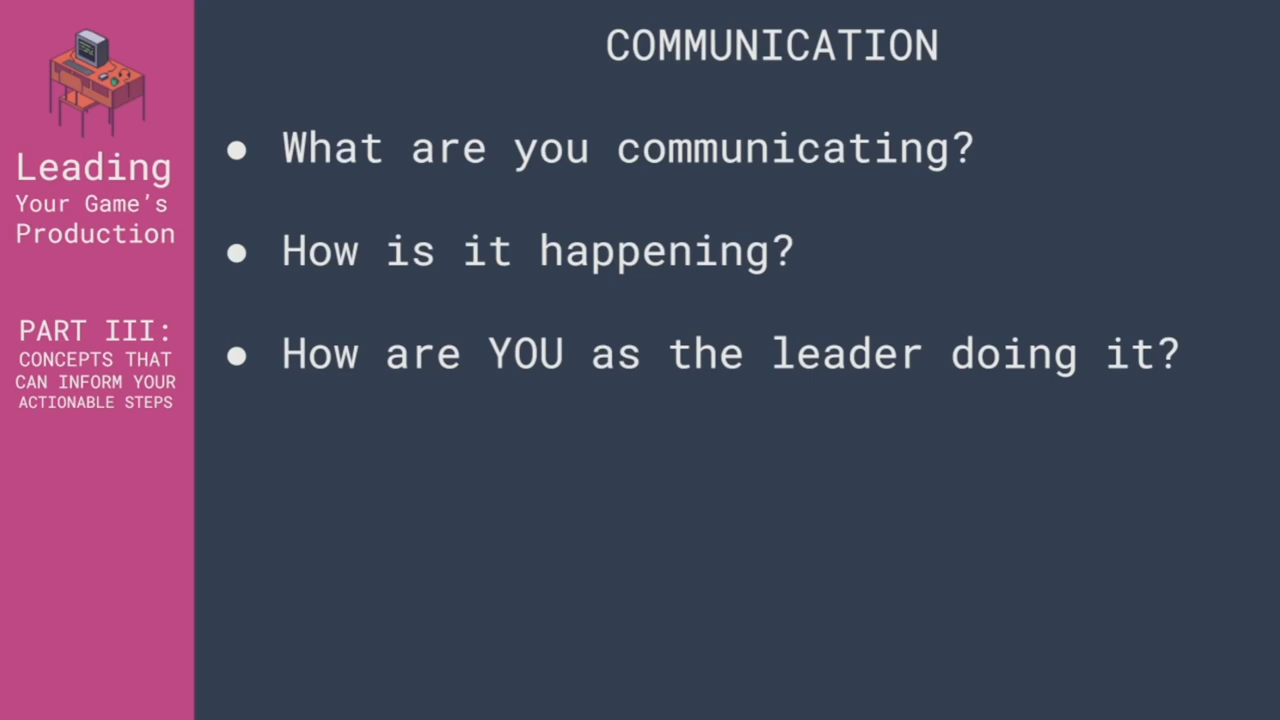 Leading
Your Game's
Production
PART III:
CONCEPTS THAT
CAN INFORM YOUR
ACTIONABLE STEPS
COMMUNICATION
● What are you communicating?
● How is it happening?
● How are YOU as the leader doing it?